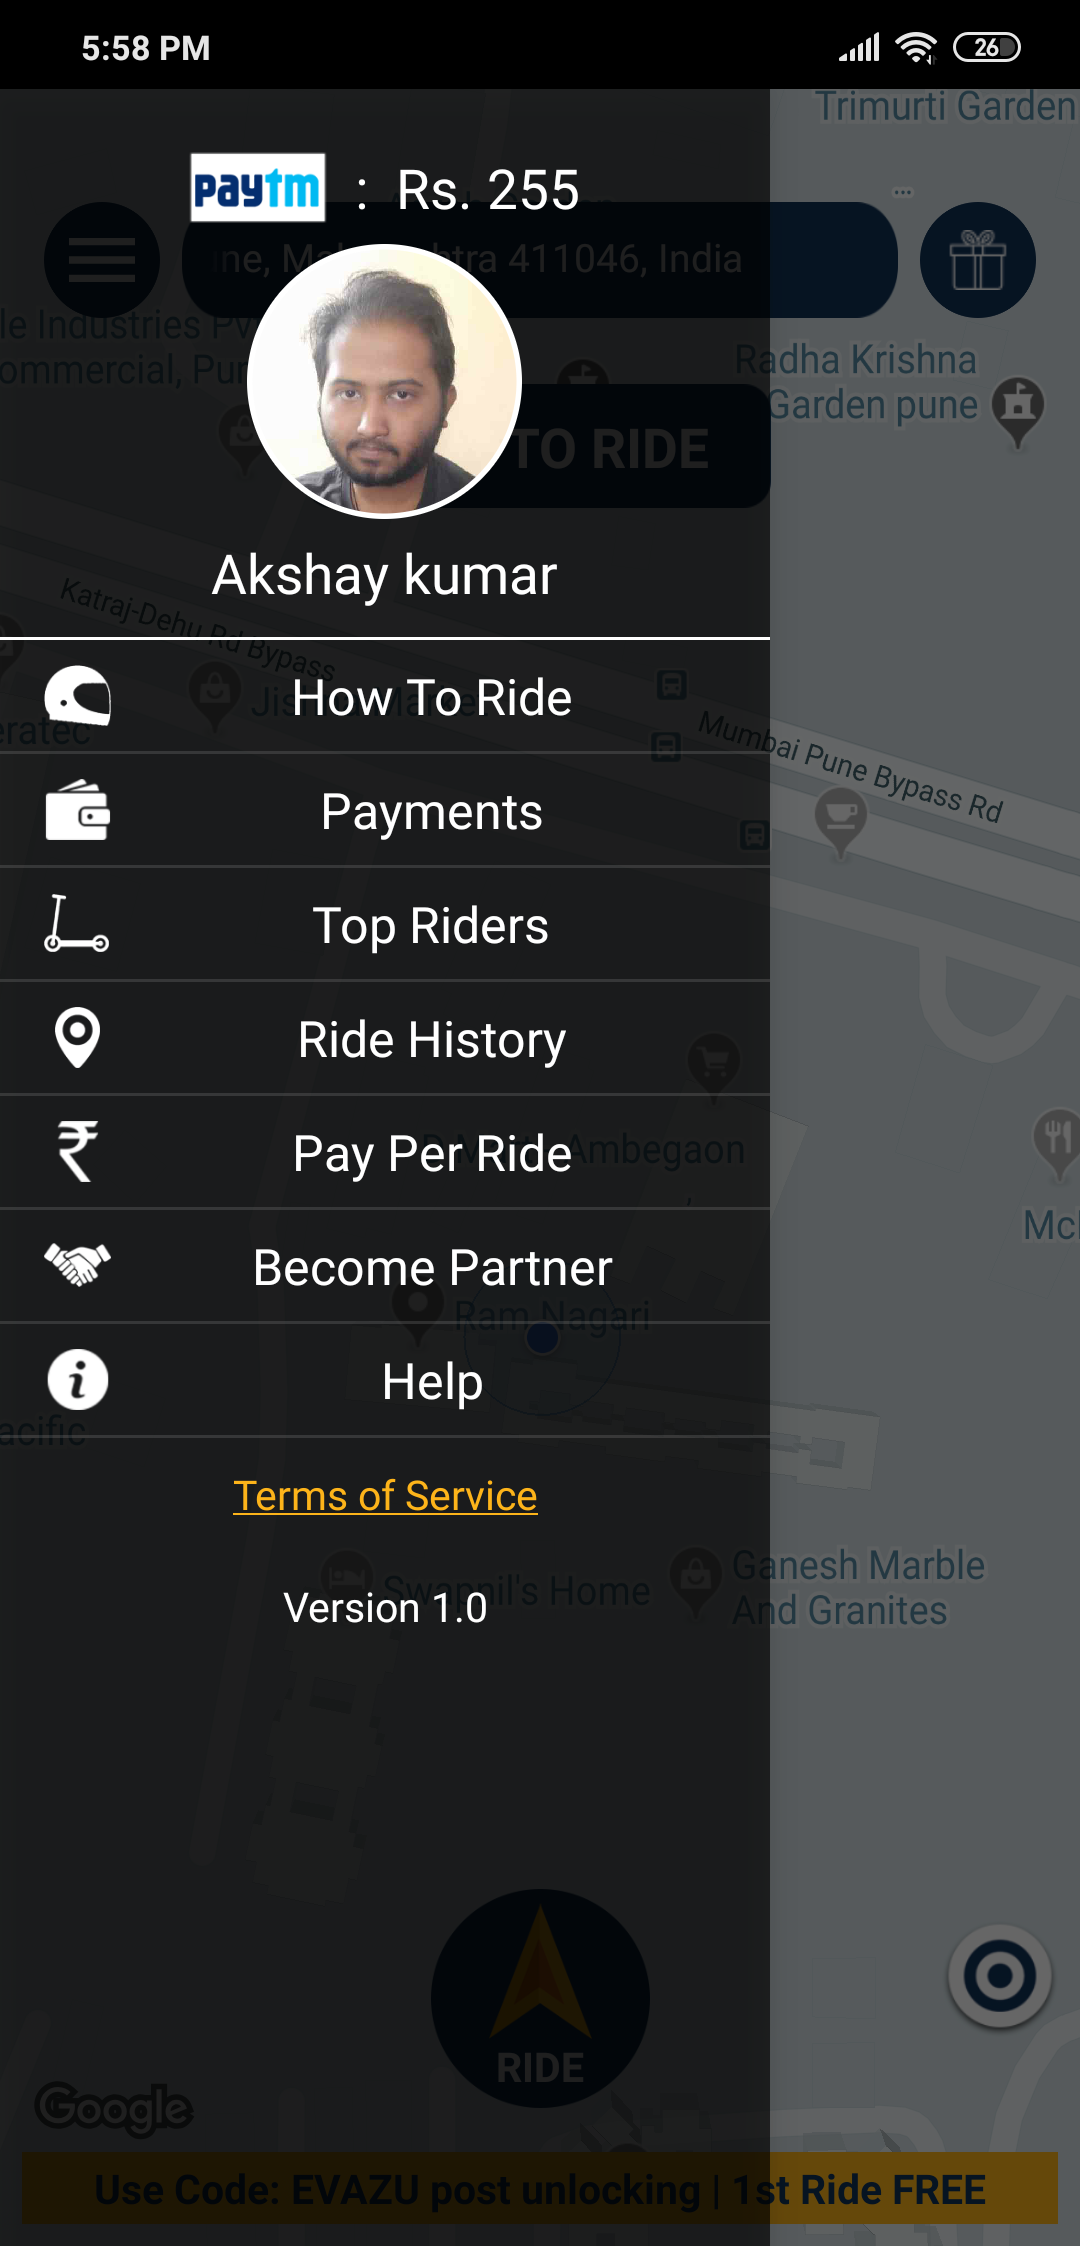 5:58 PM
26
Trimurti Garden
...
paytm : Rs. 255
ne, Maharashtra 411046, India
le Industries Pv
ommercial, Pun
Radha Krishna
Garden pune
TO RIDE
Akshay kumar
Katraj-Dehu Rd Bypass
How To Ride
eratec
Mumbai Pune Bypass Rd
Payments
Top Riders
Ride History
Pay Per Ride
Ambegaon
Mc
Become Partner
Ram Nagari
Help
acific
Terms of Service
Ganesh Marble
And Granites
Swapnil's Home
Version 1.0
RIDE
Google
Use Code: EVAZU post unlocking | 1st Ride FREE